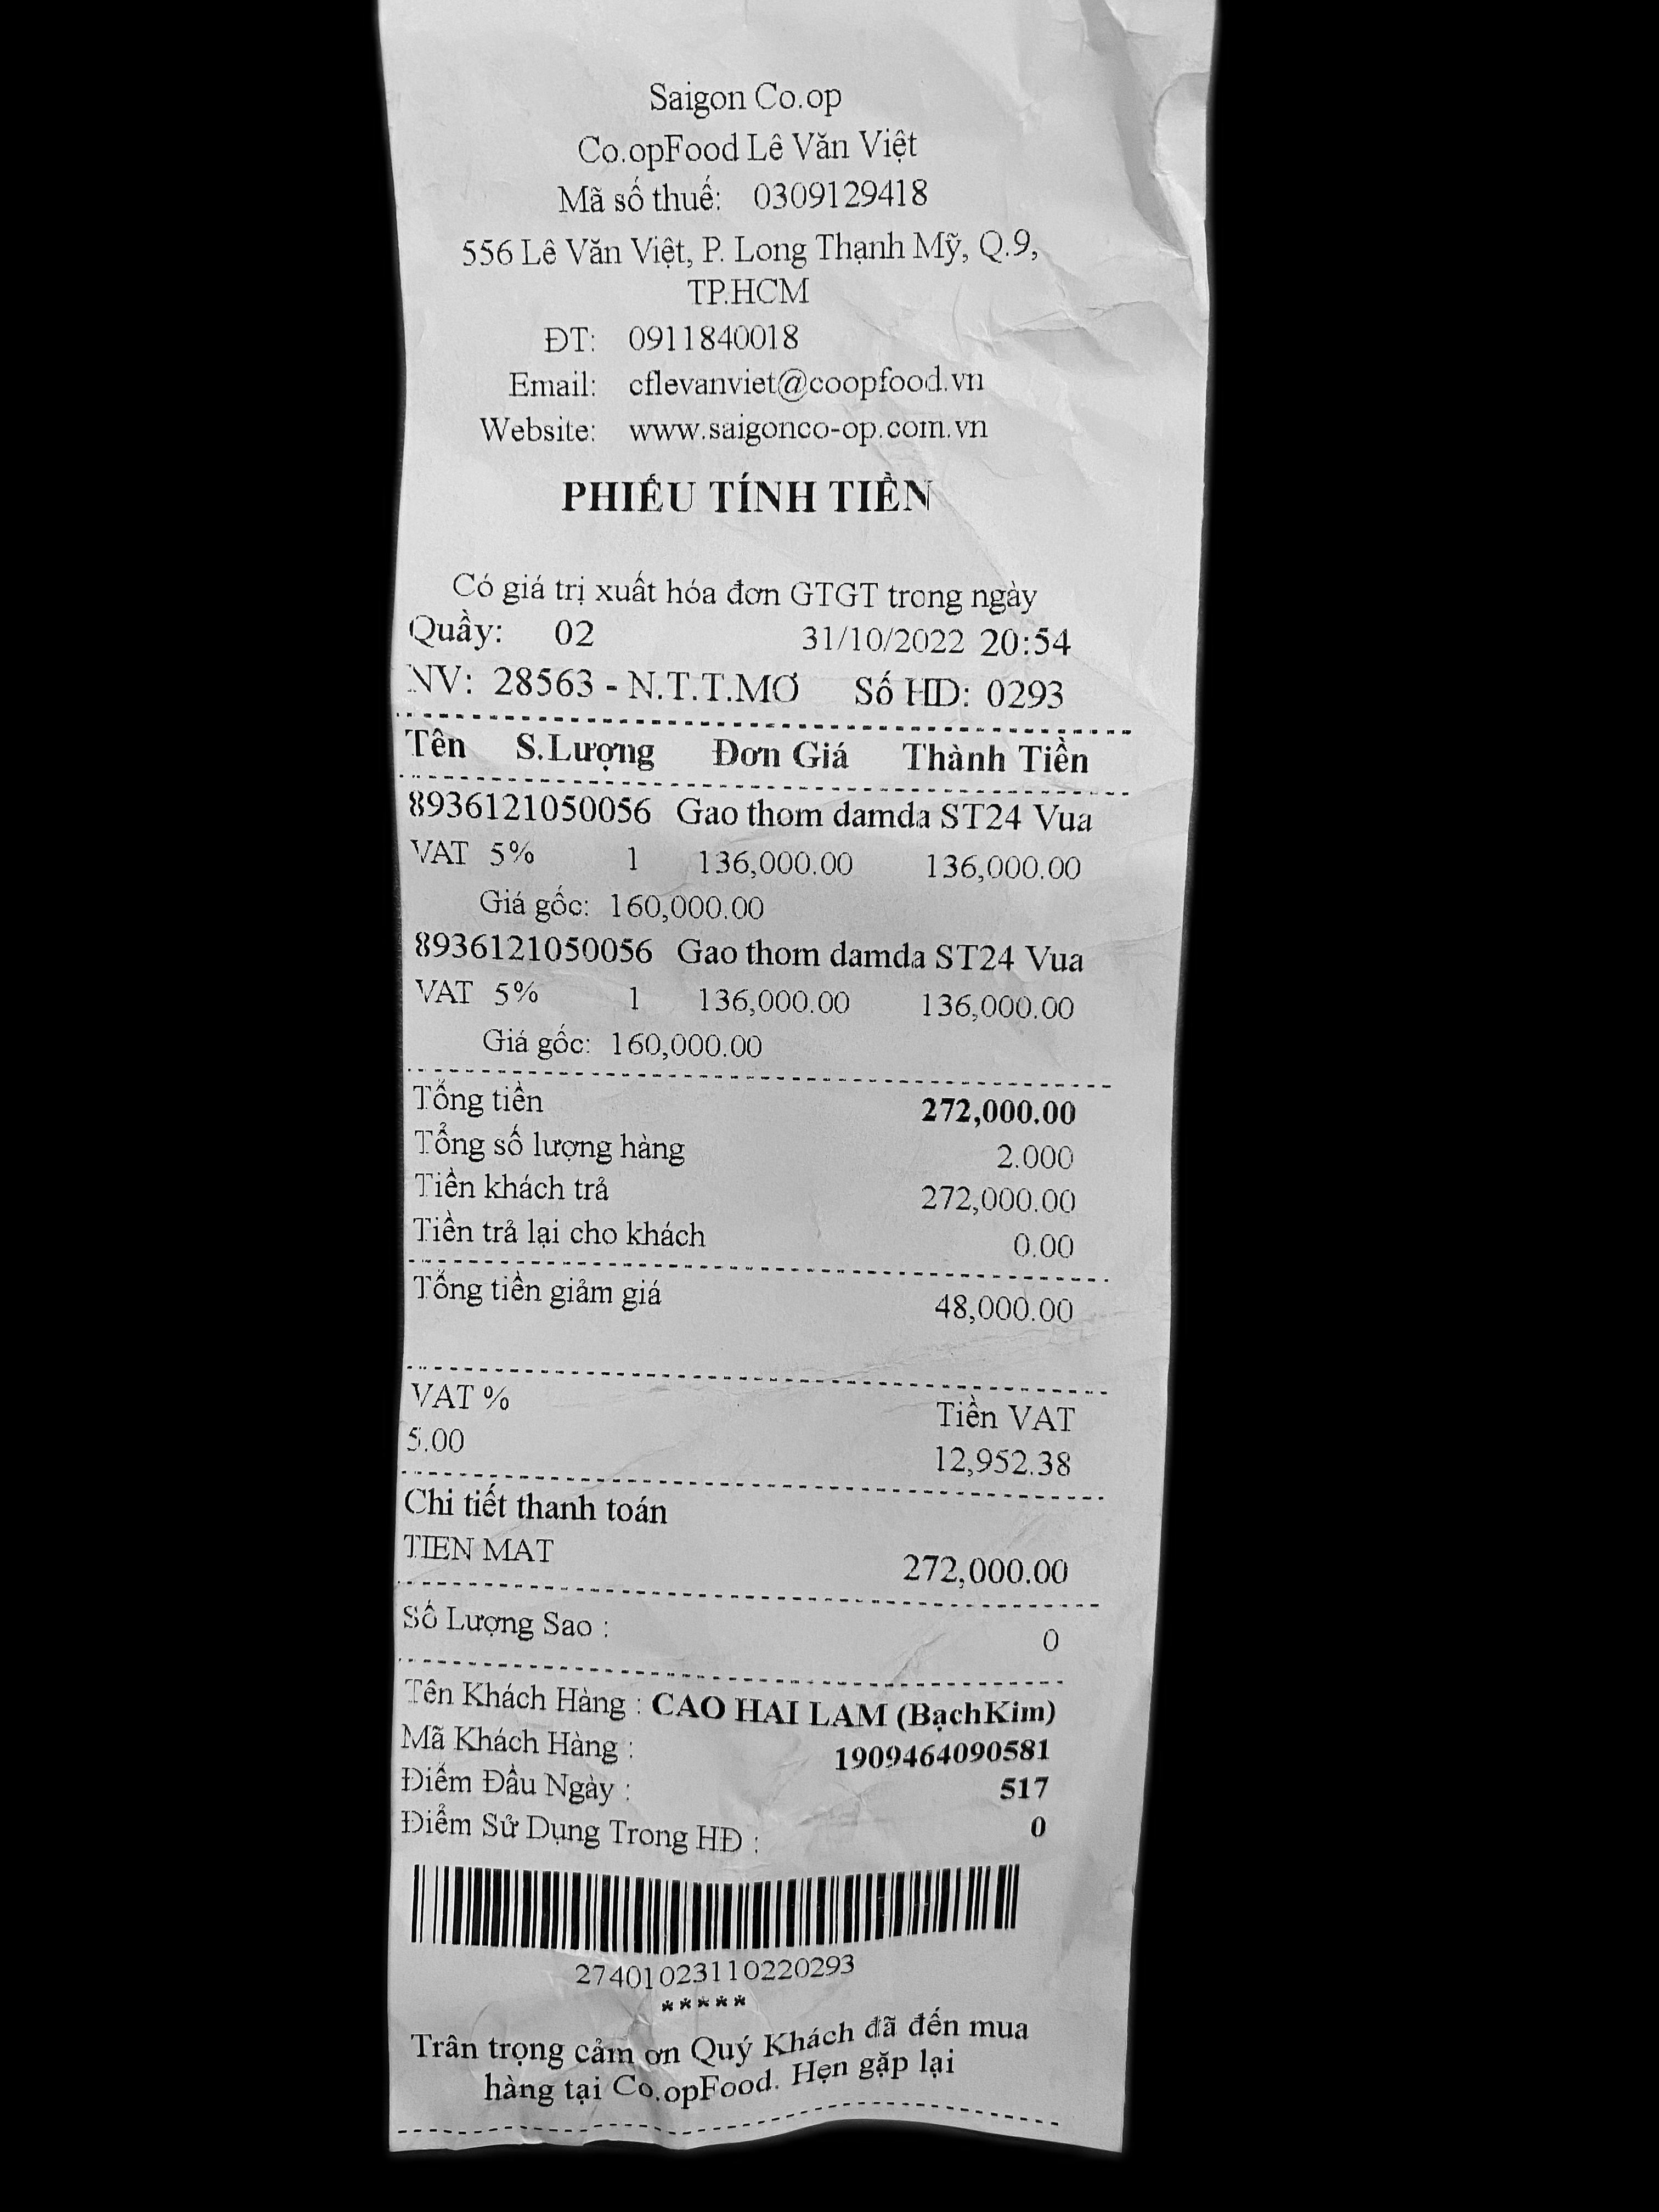 Saigon Co.op
Co.opFood Lê Văn Việt
Mã số thuế: 0309129418
556 Lê Văn Việt, P. Long Thạnh Mỹ, Q.9,
TP.HCM
ĐT: 0911840018
Email: cflevanviet@coopfood.vn
Website: www.saigonco-op.com.vn
PHIẾU TÍNH TIỀN
Có giá trị xuất hóa đơn GTGT trong ngày
Quầy: 02 31/10/2022 20:54
NV: 28563 - N.T.T.MƠ Số HD: 0293
Tên S.Lượng Đơn Giá Thành Tiền
8936121050056 Gao thom damda ST24 Vua
VAT 5% 1 136,000.00 136,000.00
Giá gốc: 160,000.00
8936121050056 Gao thom damda ST24 Vua
VAT 5% 1 136,000.00 136,000.00
Giá gốc: 160,000.00
Tổng tiền 272,000.00
Tổng số lượng hàng 2.000
Tiền khách trả 272,000.00
Tiền trả lại cho khách 0.00
Tổng tiền giảm giá 48,000.00
VAT % Tiền VAT
5.00 12,952.38
Chi tiết thanh toán
TIEN MAT 272,000.00
Số Lượng Sao : 0
Tên Khách Hàng : CAO HAI LAM (BạchKim)
Mã Khách Hàng : 1909464090581
Điểm Đầu Ngày : 517
Điểm Sử Dụng Trong HĐ : 0
27401023110220293
*****
Trân trọng cảm ơn Quý Khách đã đến mua
hàng tại Co.opFood. Hẹn gặp lại